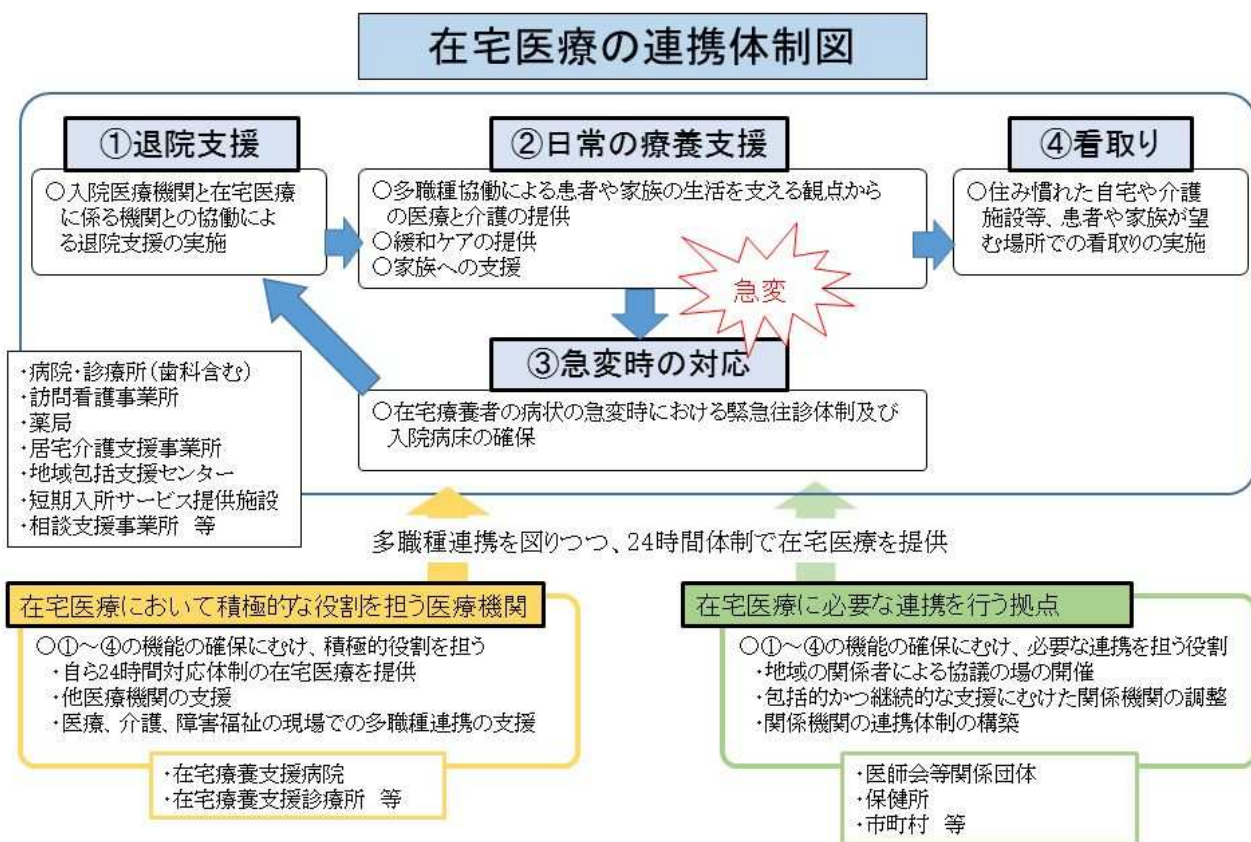 在宅医療の連携体制図
①退院支援
○入院医療機関と在宅医療
に係る機関との協働によ
る退院支援の実施
②日常の療養支援
○多職種協働による患者や家族の生活を支える観点から
の医療と介護の提供
○緩和ケアの提供
○家族への支援
急変
④看取り
○住み慣れた自宅や介護
施設等、患者や家族が望
む場所での看取りの実施
③急変時の対応
○在宅療養者の病状の急変時における緊急往診体制及び
入院病床の確保
・病院・診療所(歯科含む)
・訪問看護事業所
・薬局
・居宅介護支援事業所
・地域包括支援センター
・短期入所サービス提供施設
・相談支援事業所 等
多職種連携を図りつつ、24時間体制で在宅医療を提供
在宅医療において積極的な役割を担う医療機関
○①~④の機能の確保にむけ、積極的役割を担う
・自ら24時間対応体制の在宅医療を提供
・他医療機関の支援
・医療、介護、障害福祉の現場での多職種連携の支援
・在宅療養支援病院
・在宅療養支援診療所 等
在宅医療に必要な連携を行う拠点
○①~④の機能の確保にむけ、必要な連携を担う役割
・地域の関係者による協議の場の開催
・包括的かつ継続的な支援にむけた関係機関の調整
・関係機関の連携体制の構築
・医師会等関係団体
・保健所
・市町村 等